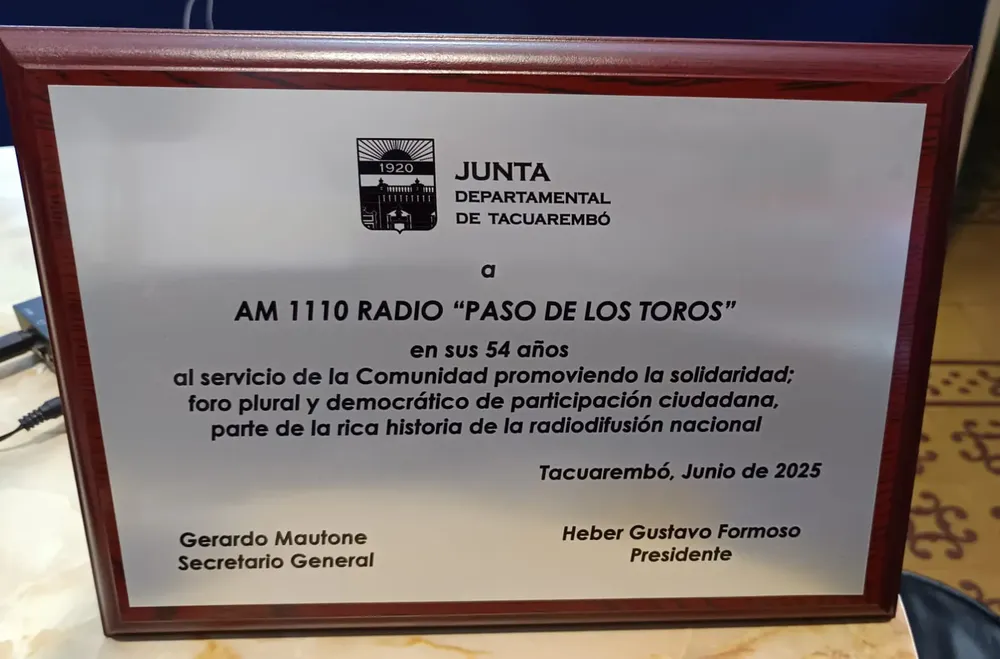 1920
JUNTA
DEPARTAMENTAL
DE TACUAREMBÓ
a
AM 1110 RADIO “PASO DE LOS TOROS”
en sus 54 años
al servicio de la Comunidad promoviendo la solidaridad;
foro plural y democrático de participación ciudadana,
parte de la rica historia de la radiodifusión nacional
Tacuarembó, Junio de 2025
Gerardo Mautone
Secretario General
Heber Gustavo Formoso
Presidente